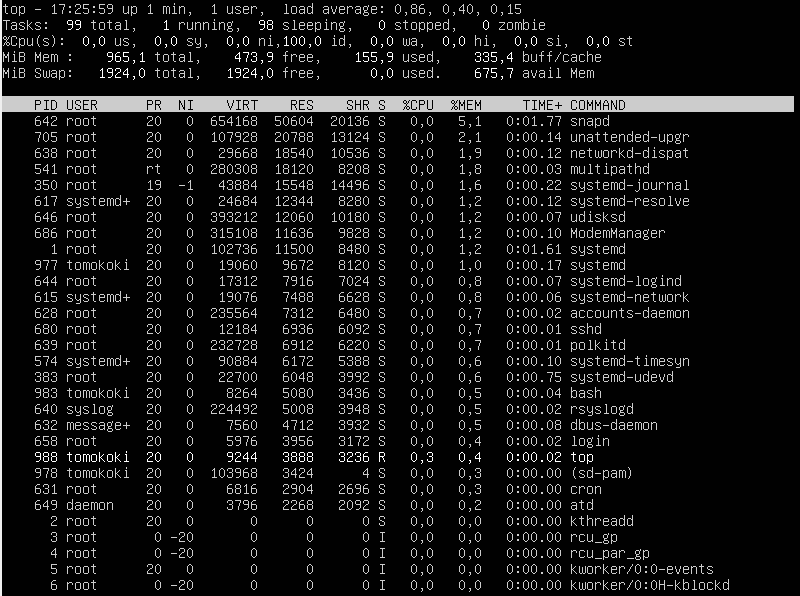 top - 17:25:59 up 1 min,  1 user,  load average: 0,86, 0,40, 0,15
Tasks:  99 total,   1 running,  98 sleeping,   0 stopped,   0 zombie
%Cpu(s):  0,0 us,  0,0 sy,  0,0 ni,100,0 id,  0,0 wa,  0,0 hi,  0,0 si,  0,0 st
MiB Mem :    965,1 total,    473,9 free,    155,9 used,    335,4 buff/cache
MiB Swap:   1924,0 total,   1924,0 free,      0,0 used.    675,7 avail Mem
PID USER      PR  NI    VIRT    RES    SHR S  %CPU  %MEM     TIME+ COMMAND
642 root      20   0  654168  50604  20136 S   0,0   5,1   0:01.77 snapd
705 root      20   0  107928  20788  13124 S   0,0   2,1   0:00.14 unattended-upgr
638 root      20   0   29668  18540  10536 S   0,0   1,9   0:00.12 networkd-dispat
541 root      rt   0  280308  18120   8208 S   0,0   1,8   0:00.03 multipathd
350 root      19  -1   43884  15548  14496 S   0,0   1,6   0:00.22 systemd-journal
617 systemd+  20   0   24684  12344   8280 S   0,0   1,2   0:00.12 systemd-resolve
646 root      20   0  393212  12060  10180 S   0,0   1,2   0:00.07 udisksd
686 root      20   0  315108  11636   9828 S   0,0   1,2   0:00.10 ModemManager
1 root      20   0  102736  11500   8480 S   0,0   1,2   0:01.61 systemd
977 tomokoki  20   0   19060   9672   8120 S   0,0   1,0   0:00.17 systemd
644 root      20   0   17312   7916   7024 S   0,0   0,8   0:00.07 systemd-logind
615 systemd+  20   0   19076   7488   6628 S   0,0   0,8   0:00.06 systemd-network
628 root      20   0  235564   7312   6480 S   0,0   0,7   0:00.02 accounts-daemon
680 root      20   0   12184   6936   6092 S   0,0   0,7   0:00.01 sshd
639 root      20   0  232728   6912   6220 S   0,0   0,7   0:00.01 polkitd
574 systemd+  20   0   90884   6172   5388 S   0,0   0,6   0:00.10 systemd-timesyn
383 root      20   0   22700   6048   3992 S   0,0   0,6   0:00.75 systemd-udevd
983 tomokoki  20   0    8264   5080   3436 S   0,0   0,5   0:00.04 bash
640 syslog    20   0  224492   5008   3948 S   0,0   0,5   0:00.02 rsyslogd
632 message+  20   0    7560   4712   3932 S   0,0   0,5   0:00.08 dbus-daemon
658 root      20   0    5976   3956   3172 S   0,0   0,4   0:00.02 login
988 tomokoki  20   0    9244   3888   3236 R   0,3   0,4   0:00.02 top
978 tomokoki  20   0  103968   3424      4 S   0,0   0,3   0:00.00 (sd-pam)
631 root      20   0    6816   2904   2696 S   0,0   0,3   0:00.00 cron
649 daemon    20   0    3796   2268   2092 S   0,0   0,2   0:00.00 atd
2 root      20   0       0      0      0 S   0,0   0,0   0:00.00 kthreadd
3 root       0 -20       0      0      0 I   0,0   0,0   0:00.00 rcu_gp
4 root       0 -20       0      0      0 I   0,0   0,0   0:00.00 rcu_par_gp
5 root      20   0       0      0      0 I   0,0   0,0   0:00.00 kworker/0:0-events
6 root       0 -20       0      0      0 I   0,0   0,0   0:00.00 kworker/0:0H-kblockd